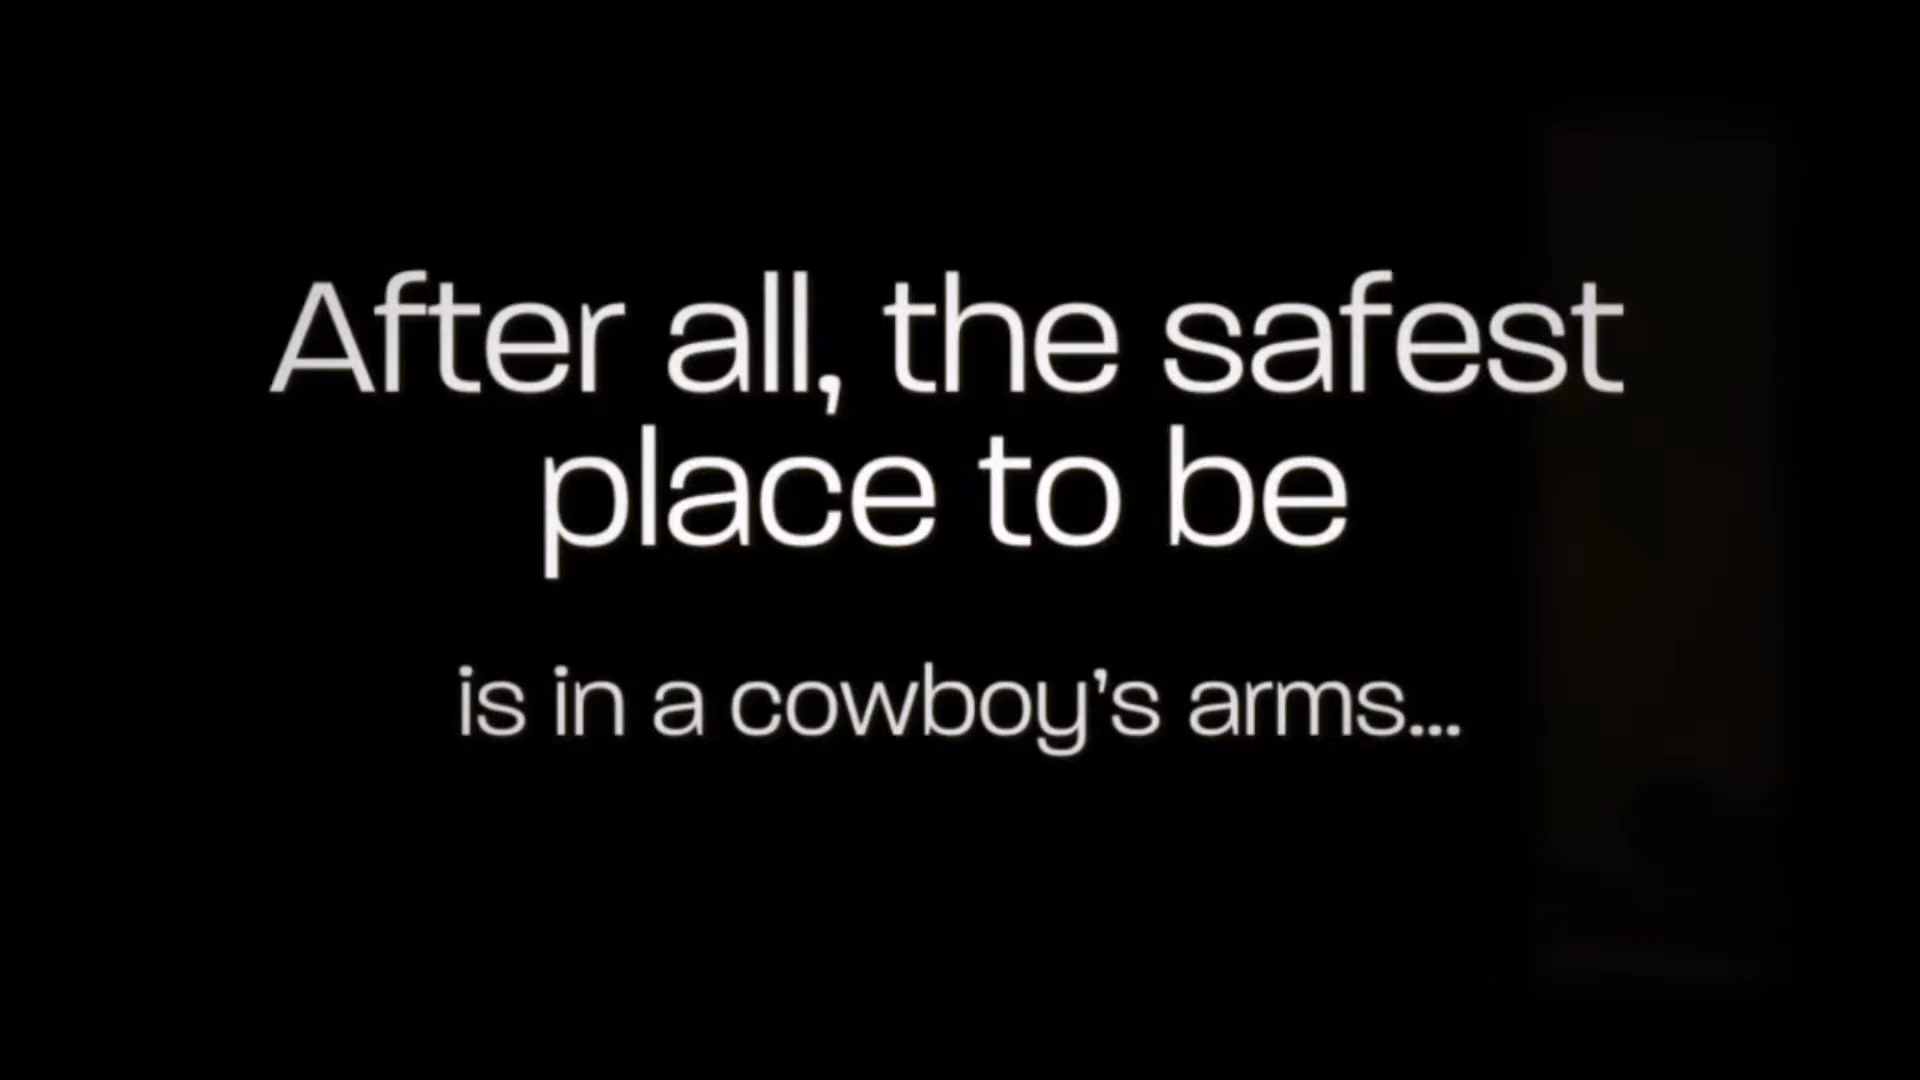 After all, the safest
place to be
is in a cowboy’s arms...